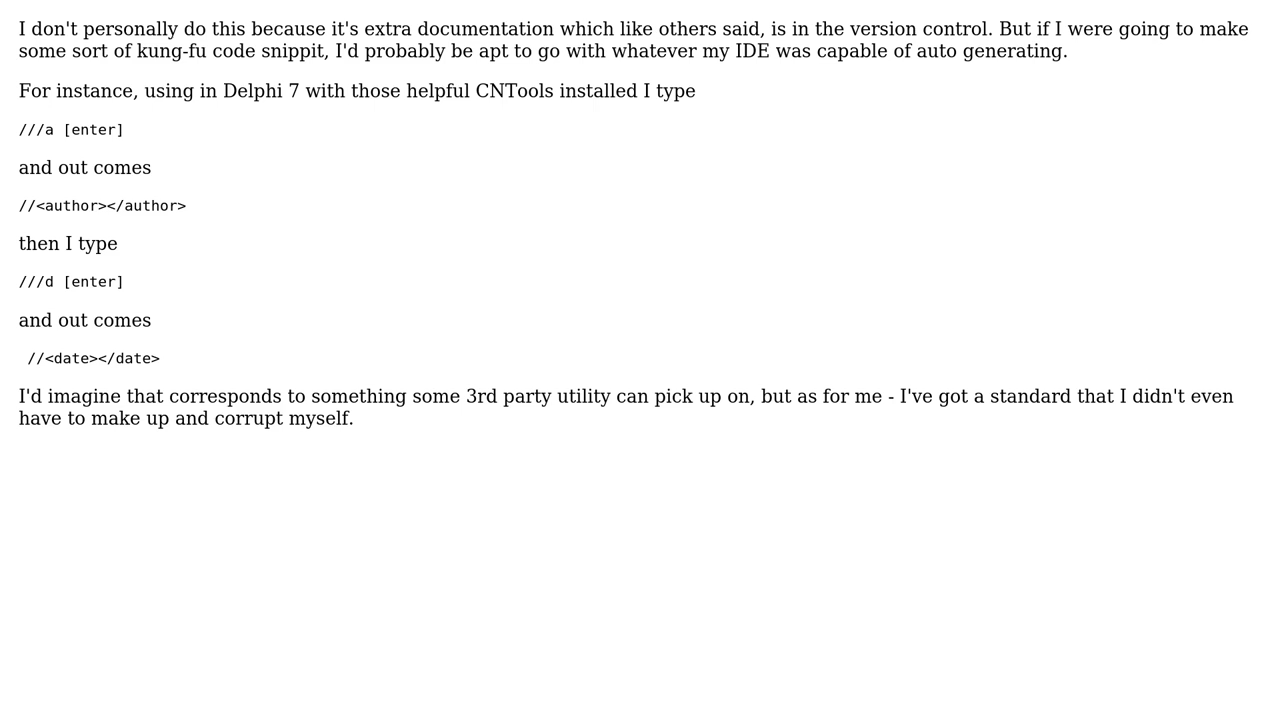 I don't personally do this because it's extra documentation which like others said, is in the version control. But if I were going to make
some sort of kung-fu code snippit, I'd probably be apt to go with whatever my IDE was capable of auto generating.
For instance, using in Delphi 7 with those helpful CNTools installed I type
///a [enter]
and out comes
//<author></author>
then I type
///d [enter]
and out comes
//<date></date>
I'd imagine that corresponds to something some 3rd party utility can pick up on, but as for me - I've got a standard that I didn't even
have to make up and corrupt myself.